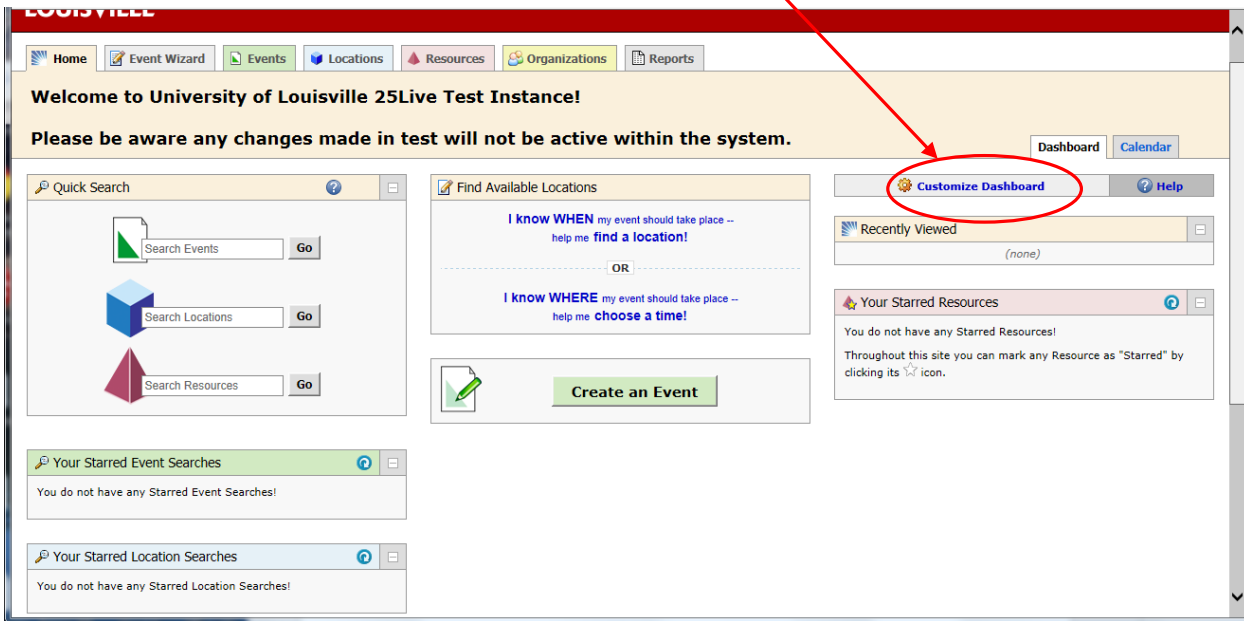 LOUISVILLE
Home Event Wizard Events Locations Resources Organizations Reports
Welcome to University of Louisville 25Live Test Instance!
Please be aware any changes made in test will not be active within the system.
Dashboard Calendar
Quick Search
Search Events Go
Search Locations Go
Search Resources Go
Your Starred Event Searches
You do not have any Starred Event Searches!
Your Starred Location Searches
You do not have any Starred Location Searches!
Find Available Locations
I know WHEN my event should take place --
help me find a location!
OR
I know WHERE my event should take place --
help me choose a time!
Create an Event
Customize Dashboard Help
Recently Viewed
(none)
Your Starred Resources
You do not have any Starred Resources!
Throughout this site you can mark any Resource as "Starred" by
clicking its icon.